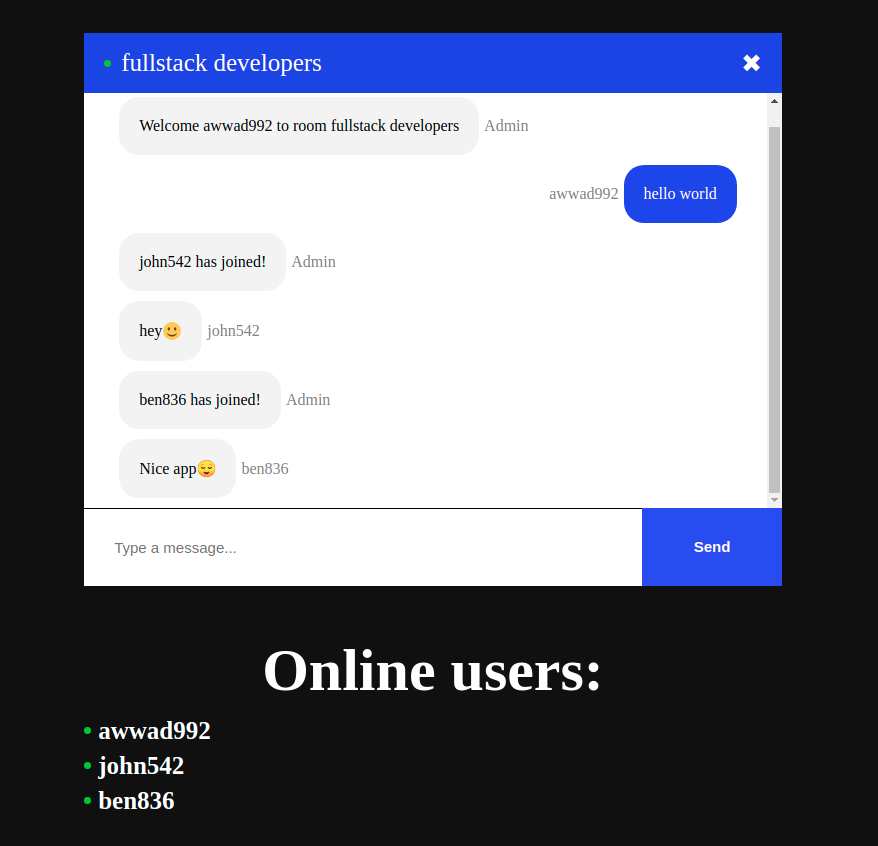 fullstack developers ✖
Welcome awwad992 to room fullstack developers Admin
awwad992 hello world
john542 has joined! Admin
hey🙂 john542
ben836 has joined! Admin
Nice app😌 ben836
Type a message... Send
Online users:
awwad992
john542
ben836